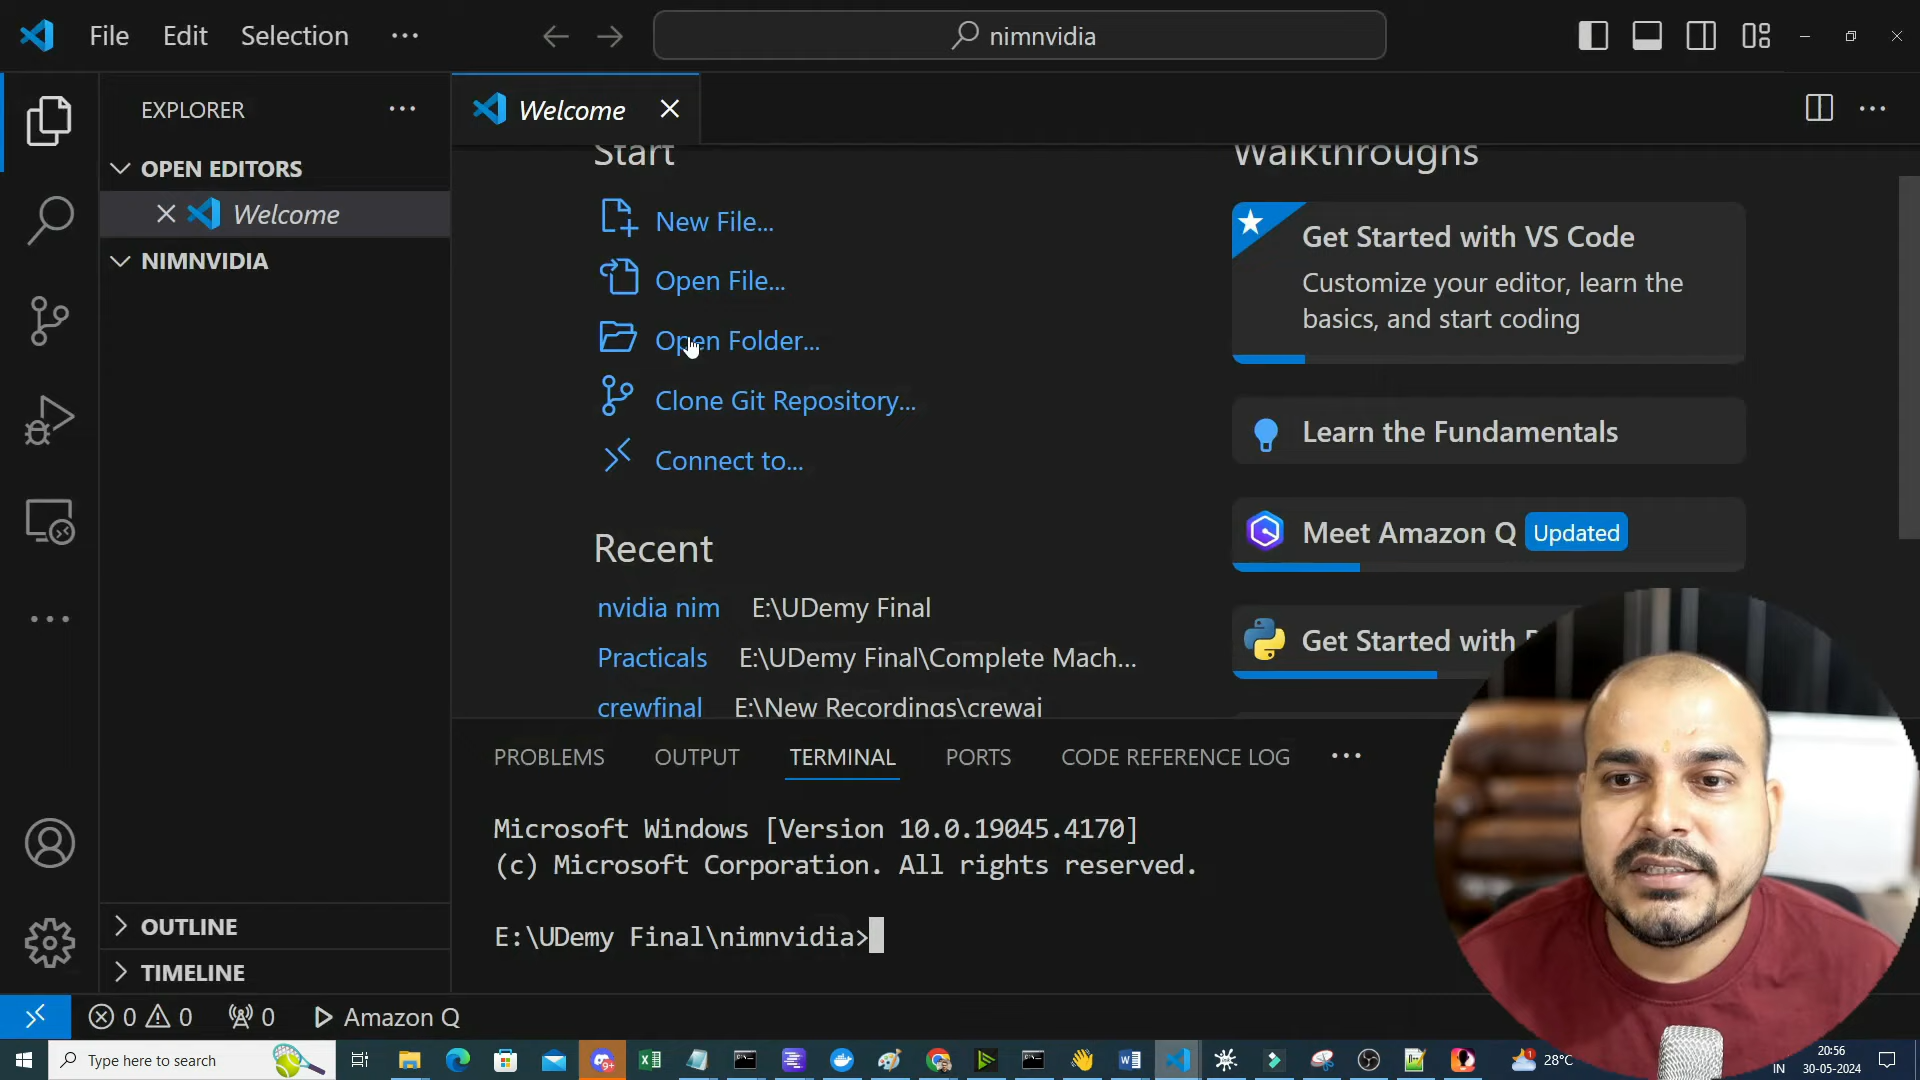 File Edit Selection ··· nimnvidia
EXPLORER ···
Welcome
OPEN EDITORS
Welcome
NIMNVIDIA
Start
New File...
Open File...
Open Folder...
Clone Git Repository...
Connect to...
Recent
nvidia nim E:\UDemy Final
Practicals E:\UDemy Final\Complete Mach...
crewfinal E:\New Recordings\crewai
Walkthroughs
Get Started with VS Code
Customize your editor, learn the
basics, and start coding
Learn the Fundamentals
Meet Amazon Q Updated
Get Started with
PROBLEMS OUTPUT TERMINAL PORTS CODE REFERENCE LOG ···
Microsoft Windows [Version 10.0.19045.4170]
(c) Microsoft Corporation. All rights reserved.
E:\UDemy Final\nimnvidia>
OUTLINE
TIMELINE
0 0 0 Amazon Q
Type here to search
9+
1
28°C
IN
20:56
30-05-2024